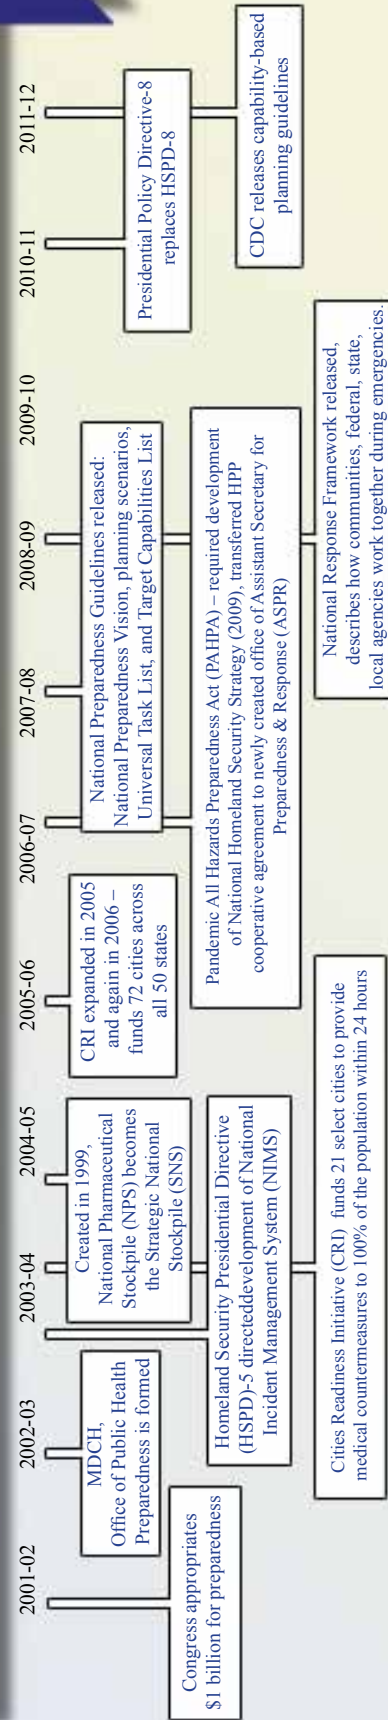 2001-02
2002-03
2003-04
2004-05
2005-06
2006-07
2007-08
2008-09
2009-10
2010-11
2011-12
Congress appropriates
$1 billion for preparedness
MDCH,
Office of Public Health
Preparedness is formed
Created in 1999,
National Pharmaceutical
Stockpile (NPS) becomes
the Strategic National
Stockpile (SNS)
Homeland Security Presidential Directive
(HSPD)-5 directeddevelopment of National
Incident Management System (NIMS)
Cities Readiness Initiative (CRI) funds 21 select cities to provide
medical countermeasures to 100% of the population within 24 hours
CRI expanded in 2005
and again in 2006 –
funds 72 cities across
all 50 states
National Preparedness Guidelines released:
National Preparedness Vision, planning scenarios,
Universal Task List, and Target Capabilities List
Pandemic All Hazards Preparedness Act (PAHPA) – required development
of National Homeland Security Strategy (2009), transferred HPP
cooperative agreement to newly created office of Assistant Secretary for
Preparedness & Response (ASPR)
National Response Framework released,
describes how communities, federal, state,
local agencies work together during emergencies.
Presidential Policy Directive-8
replaces HSPD-8
CDC releases capability-based
planning guidelines